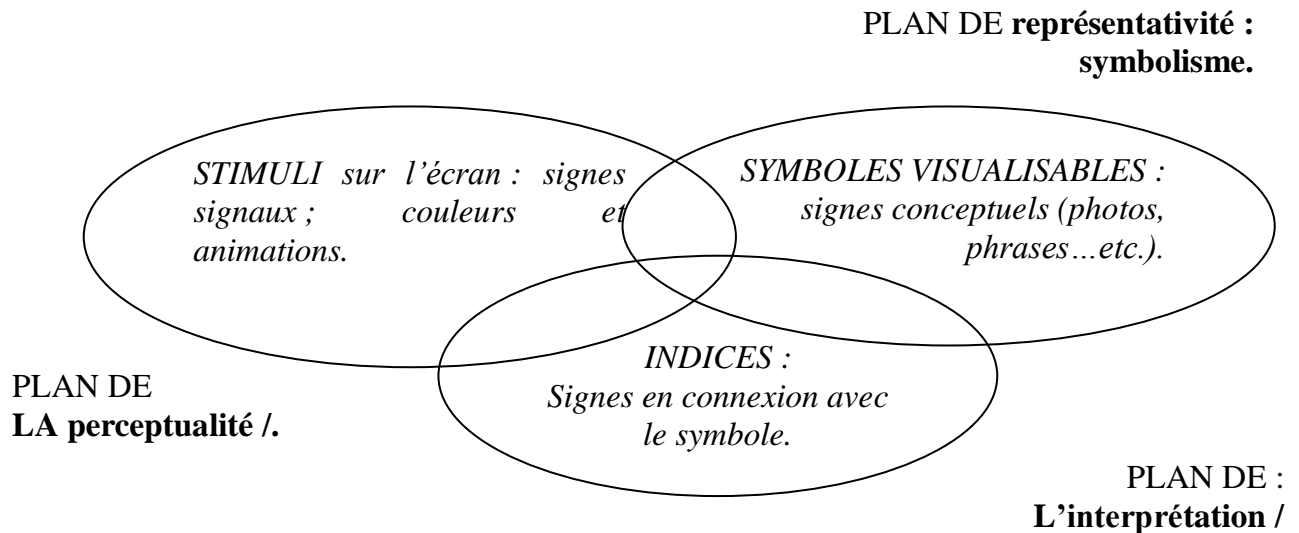 PLAN DE représentativité :
symbolisme.
STIMULI sur l’écran : signes
signaux ; couleurs et
animations.
SYMBOLES VISUALISABLES :
signes conceptuels (photos,
phrases…etc.).
INDICES :
Signes en connexion avec
le symbole.
PLAN DE
LA perceptualité /.
PLAN DE :
L’interprétation /